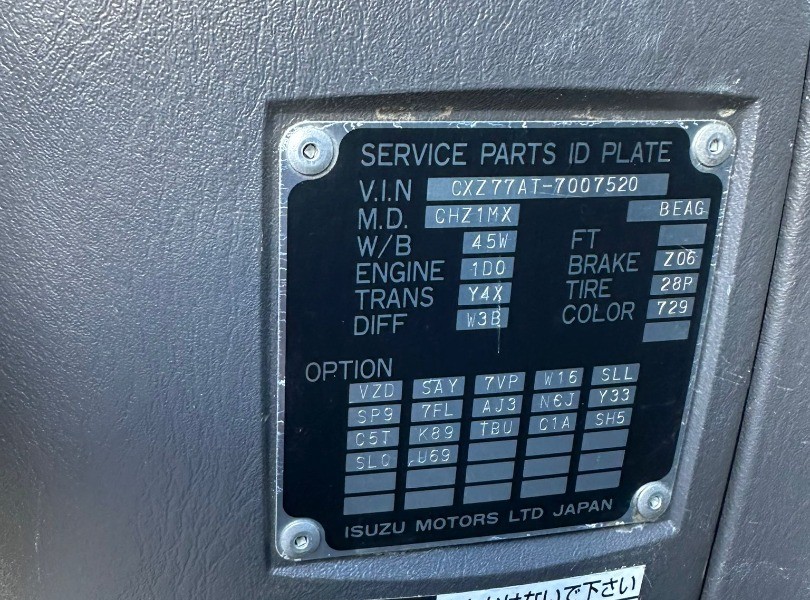 SERVICE PARTS ID PLATE
V.I.N CXZ77AT-7007520
M.D. CHZ1MX BEAG
W/B 45W FT
ENGINE 1D0 BRAKE Z06
TRANS Y4X TIRE 28P
DIFF W3B COLOR 729
OPTION
VZD SAY 7VP W16 SLL
SP9 7FL AJ3 N6J Y33
C5T K89 TBU C1A SH5
SLC U69
ISUZU MOTORS LTD JAPAN
ないで下さい